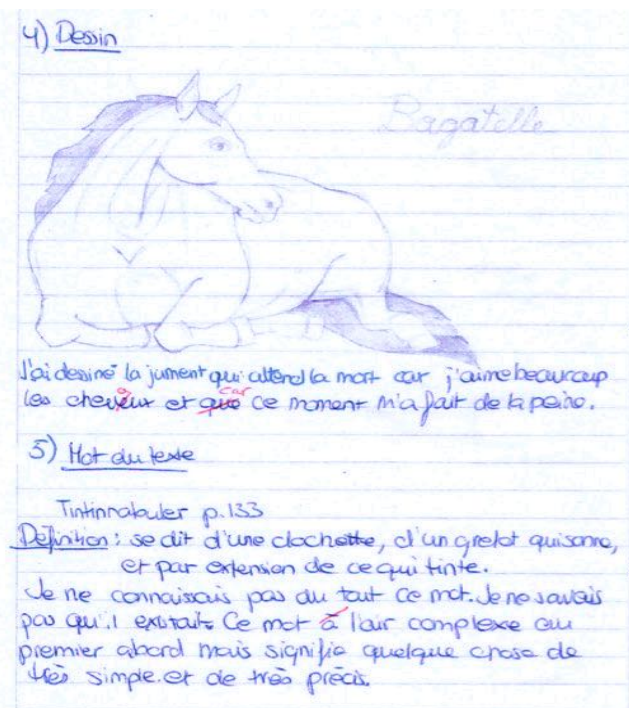 4) Dessin
Bagatelle
J'ai dessiné la jument qui attend la mort car j'aime beaucoup
les cheveux et que ce moment m'a fait de la peine.
a
car
5) Mot du texte
Tintinnabuler p.133
Définition : se dit d'une clochette, d'un grelot qui sonne,
et par extension de ce qui tinte.
Je ne connaissais pas du tout ce mot. Je ne savais
pas qu'il existait. Ce mot à l'air complexe au
premier abord mais signifie quelque chose de
très simple et de très précis.